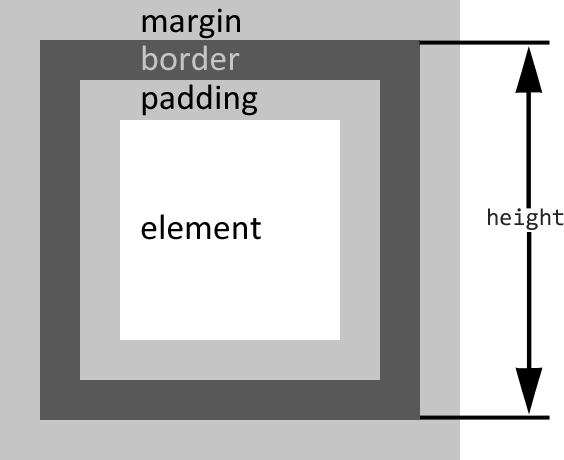 margin
border
padding
element
height